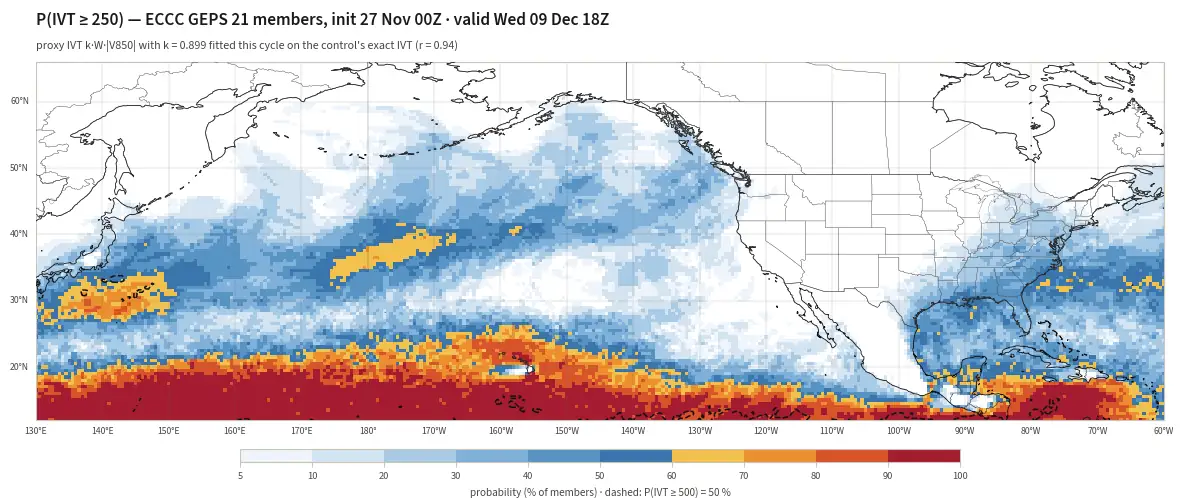 P(IVT ≥ 250) — ECCC GEPS 21 members, init 27 Nov 00Z · valid Wed 09 Dec 18Z
proxy IVT k·W·|V850| with k = 0.899 fitted this cycle on the control's exact IVT (r = 0.94)
60°N
50°N
40°N
30°N
20°N
130°E 140°E 150°E 160°E 170°E 180° 170°W 160°W 150°W 140°W 130°W 120°W 110°W 100°W 90°W 80°W 70°W 60°W
5 10 20 30 40 50 60 70 80 90 100
probability (% of members) · dashed: P(IVT ≥ 500) = 50 %